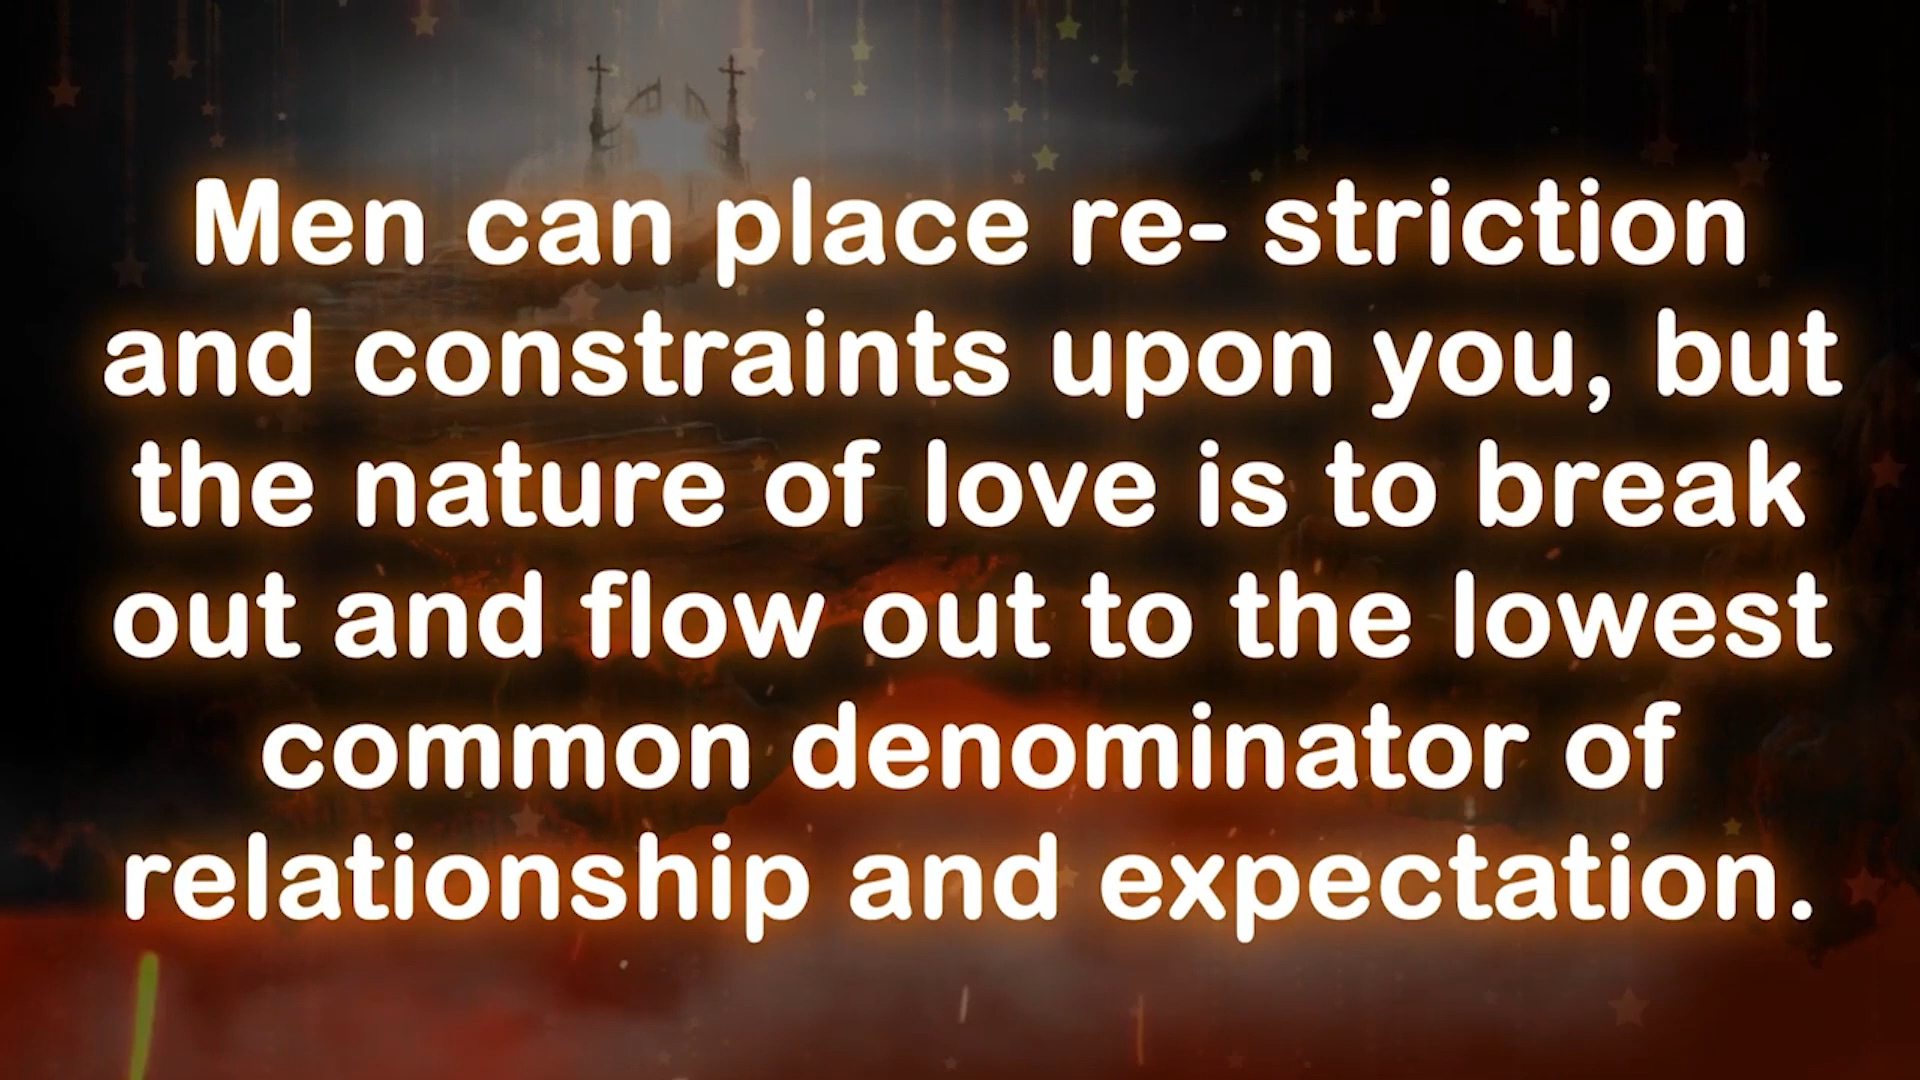 Men can place re- striction
and constraints upon you, but
the nature of love is to break
out and flow out to the lowest
common denominator of
relationship and expectation.